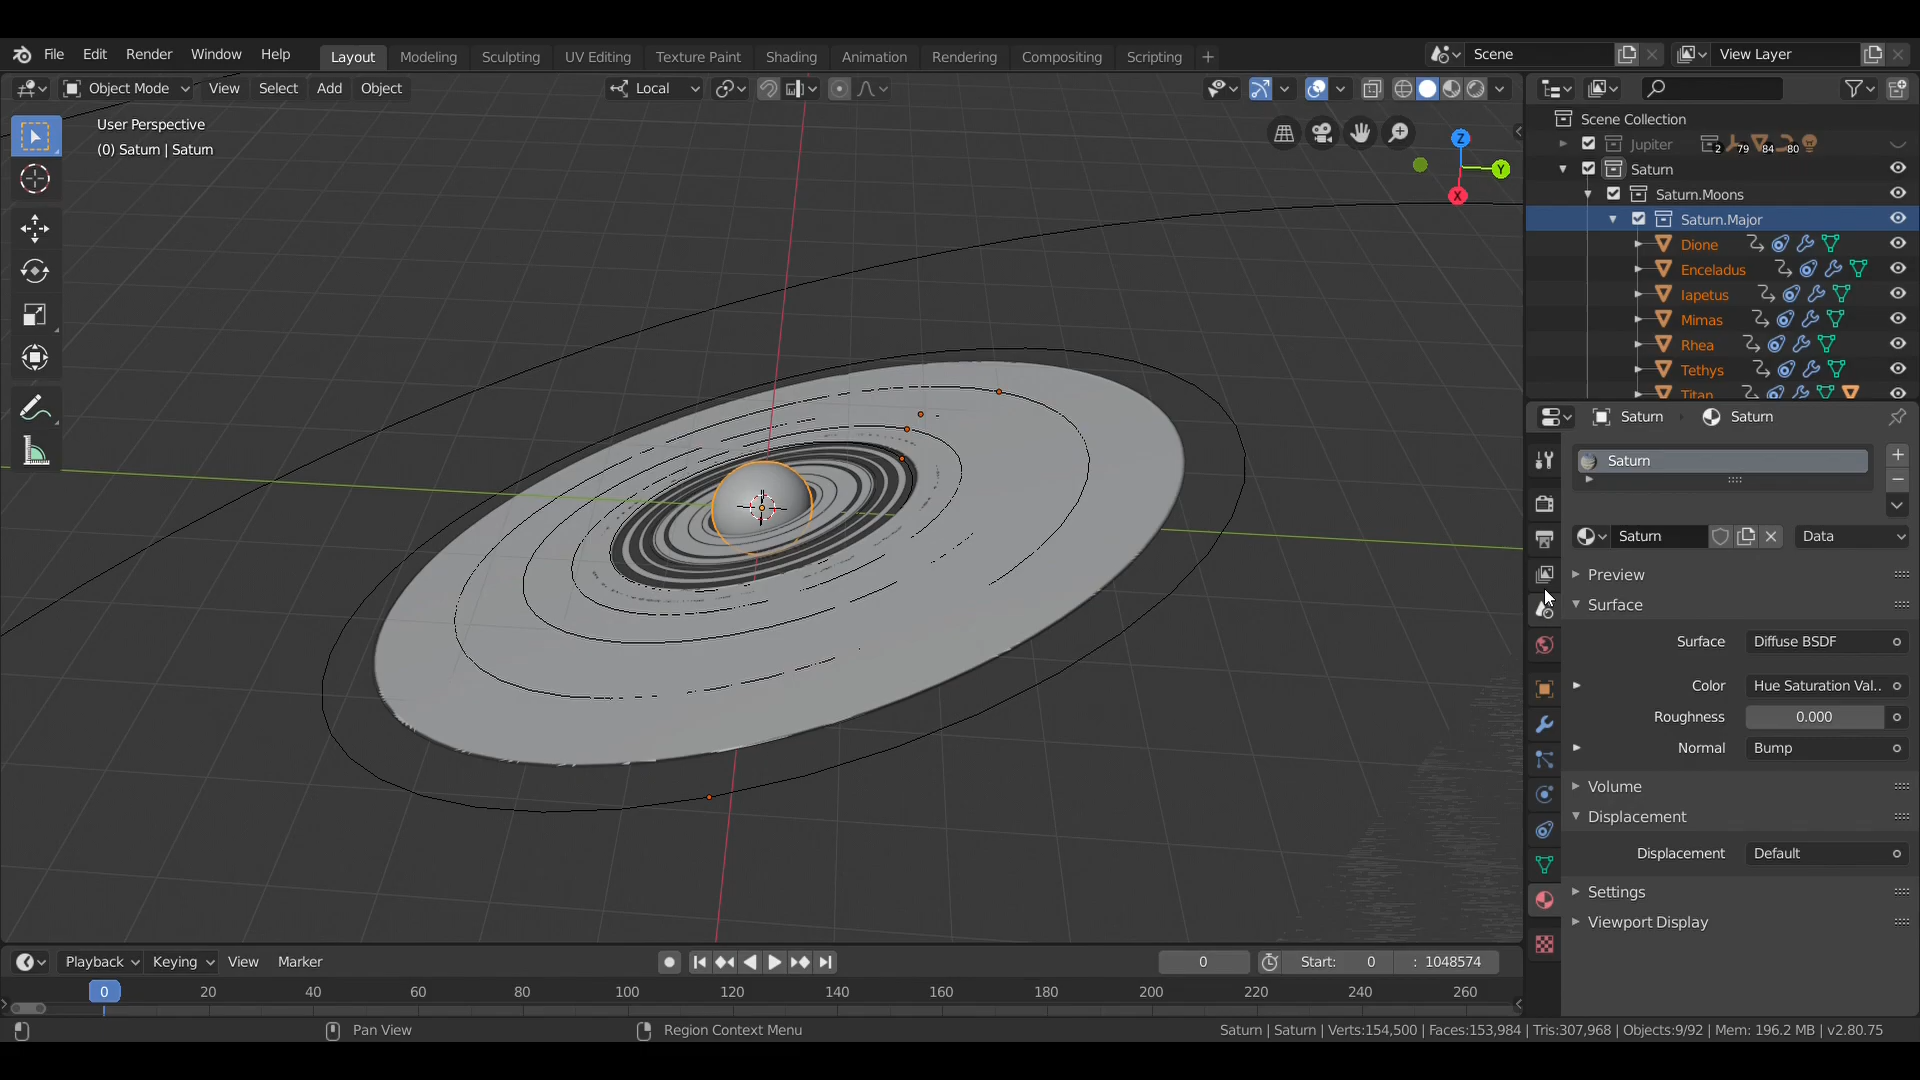 File Edit Render Window Help Layout Modeling Sculpting UV Editing Texture Paint Shading Animation Rendering Compositing Scripting + Scene View Layer
Object Mode View Select Add Object Local
User Perspective
(0) Saturn | Saturn
Z
Y
X
Scene Collection
Jupiter 2 79 84 80
Saturn
Saturn.Moons
Saturn.Major
Dione
Enceladus
Iapetus
Mimas
Rhea
Tethys
Titan
Saturn Saturn
Saturn
Saturn Data
Preview
Surface
Surface Diffuse BSDF
Color Hue Saturation Val..
Roughness 0.000
Normal Bump
Volume
Displacement
Displacement Default
Settings
Viewport Display
Playback Keying View Marker 0 Start: 0 : 1048574
0 20 40 60 80 100 120 140 160 180 200 220 240 260
Pan View Region Context Menu Saturn | Saturn | Verts:154,500 | Faces:153,984 | Tris:307,968 | Objects:9/92 | Mem: 196.2 MB | v2.80.75